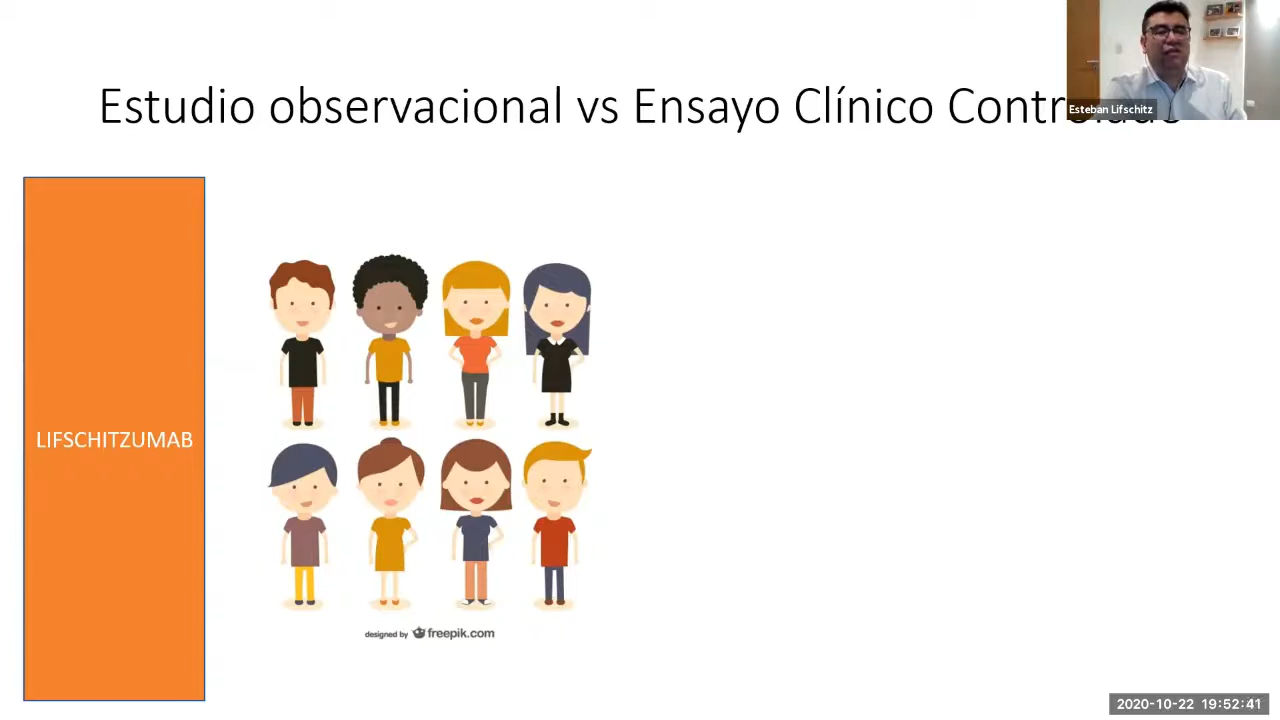 Estudio observacional vs Ensayo Clínico
Esteban Lifschitz
LIFSCHITZUMAB
designed by freepik.com
2020-10-22 19:52:41